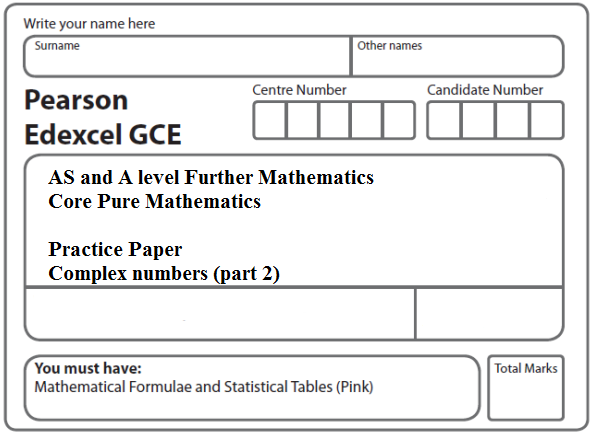 Write your name here
Surname
Other names
Pearson
Edexcel GCE
Centre Number
Candidate Number
AS and A level Further Mathematics
Core Pure Mathematics
Practice Paper
Complex numbers (part 2)
You must have:
Mathematical Formulae and Statistical Tables (Pink)
Total Marks